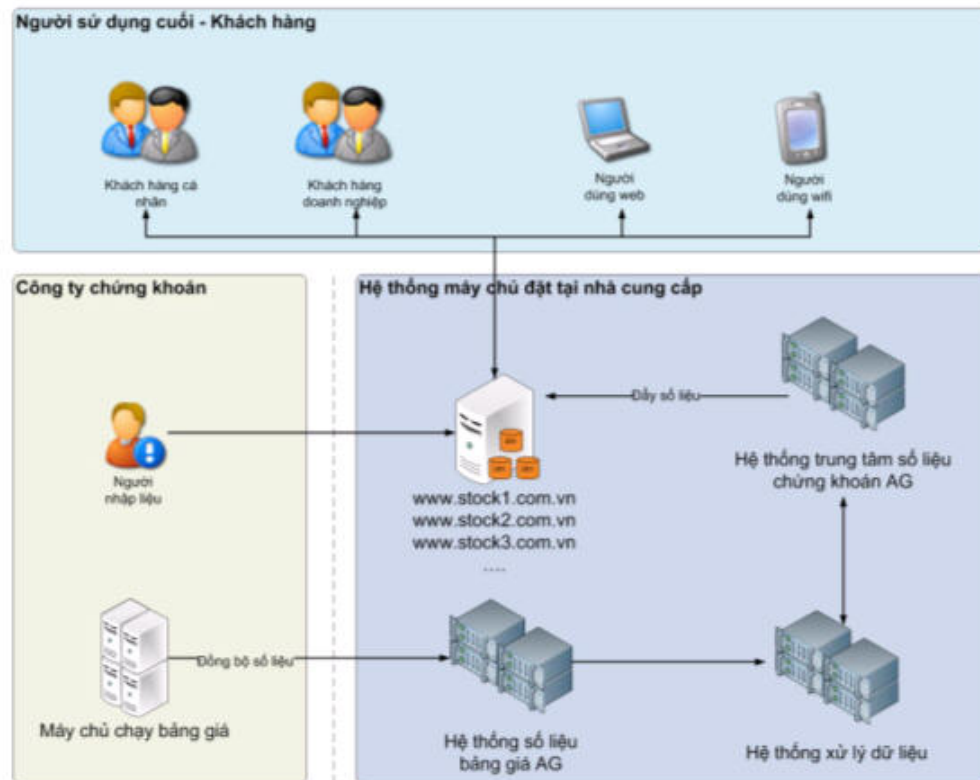 Người sử dụng cuối - Khách hàng
Khách hàng cá
nhân
Khách hàng
doanh nghiệp
Người
dùng web
Người
dùng wifi
Công ty chứng khoán
Hệ thống máy chủ đặt tại nhà cung cấp
Đẩy số liệu
Người
nhập liệu
www.stock1.com.vn
www.stock2.com.vn
www.stock3.com.vn
....
Hệ thống trung tâm số liệu
chứng khoán AG
Đồng bộ số liệu
Máy chủ chạy bảng giá
Hệ thống số liệu
bảng giá AG
Hệ thống xử lý dữ liệu